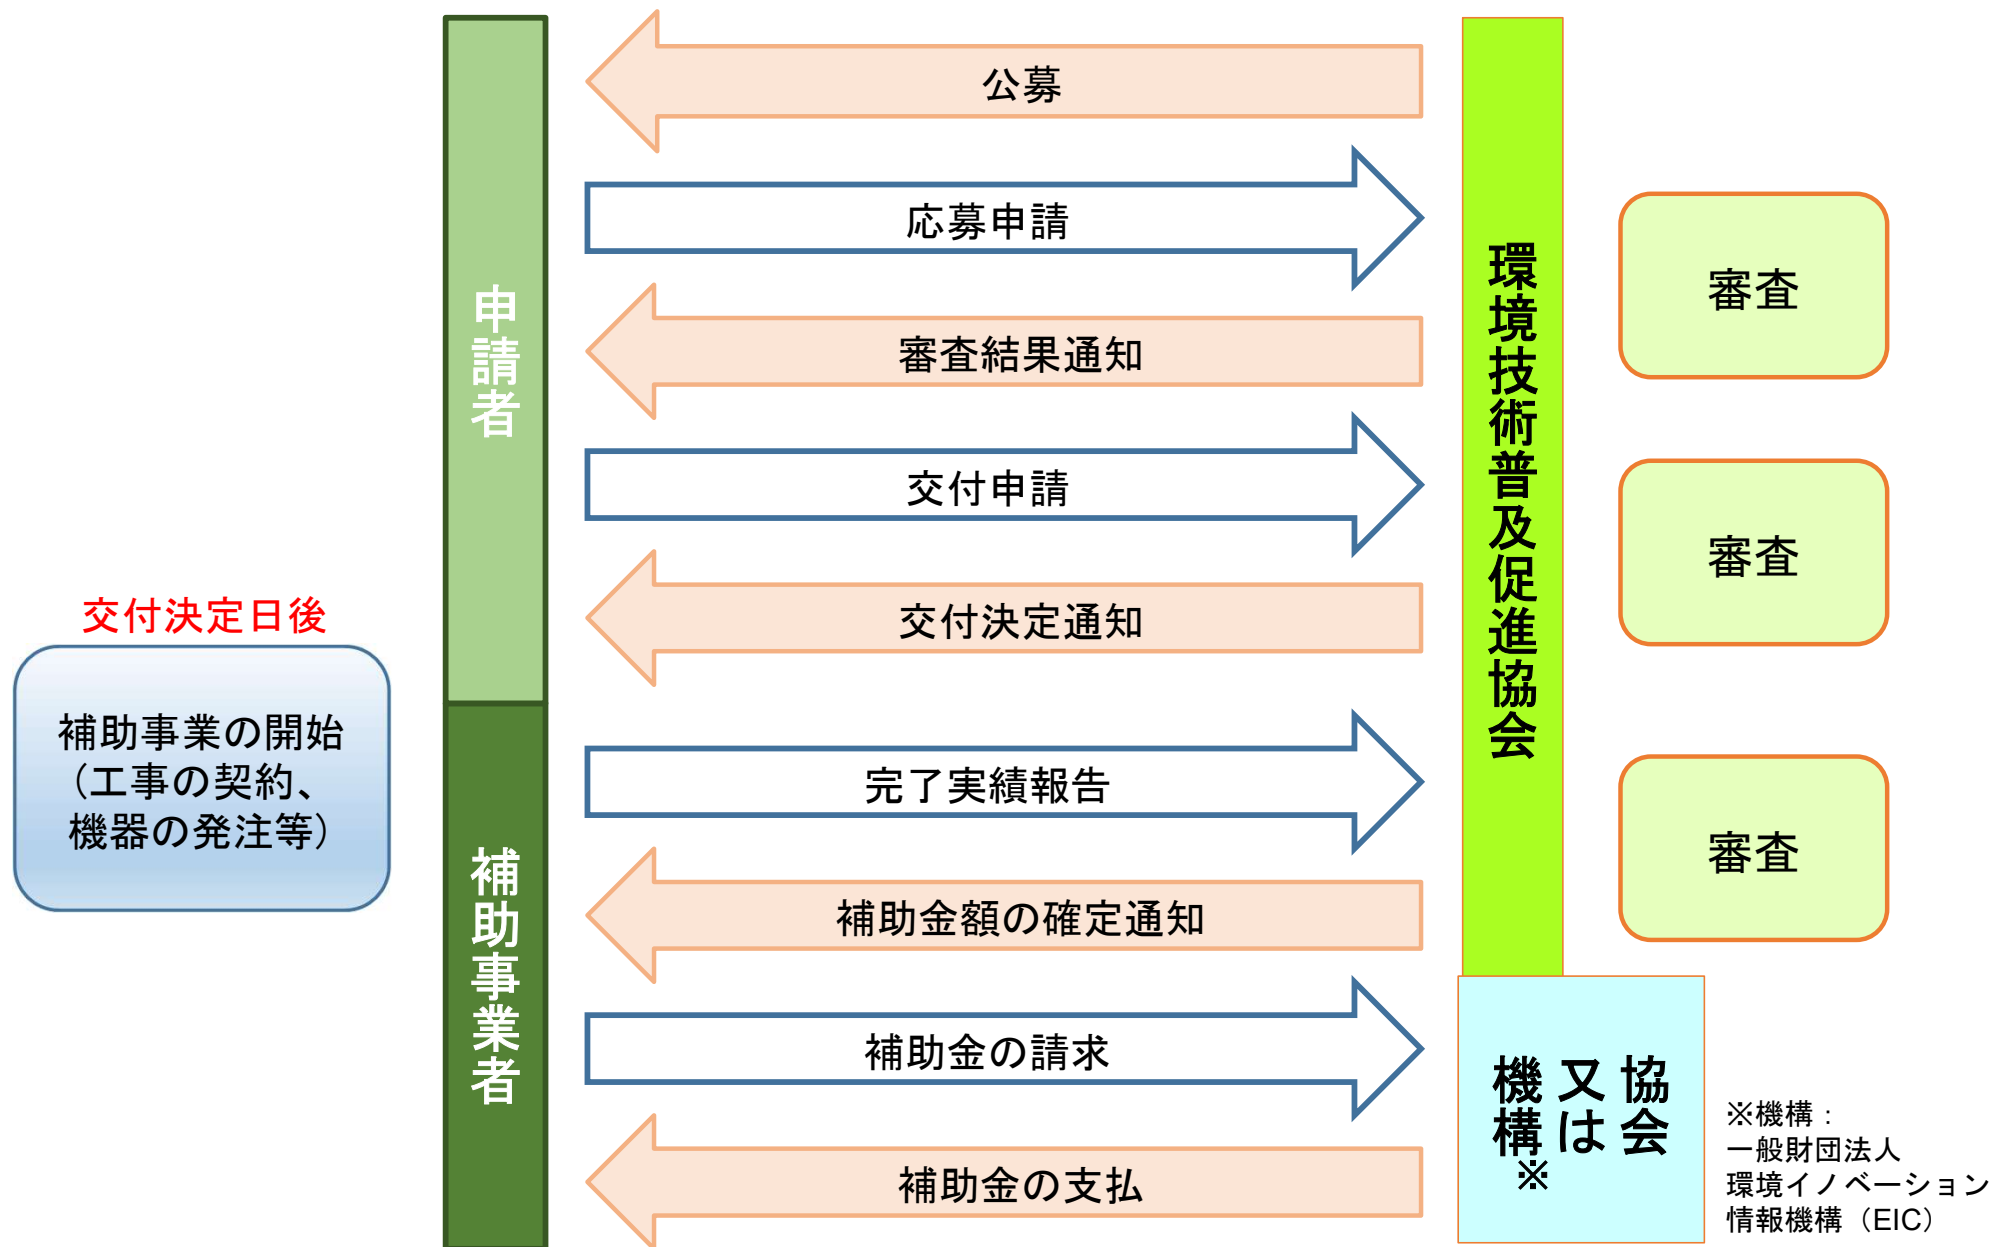 公募
応募申請
審査結果通知
交付申請
交付決定通知
完了実績報告
補助金額の確定通知
補助金の請求
補助金の支払
申請者
補助事業者
交付決定日後
補助事業の開始
（工事の契約、
機器の発注等）
環境技術普及促進協会
審査
審査
審査
協会
又は
機構※
※機構：
一般財団法人
環境イノベーション
情報機構（EIC）